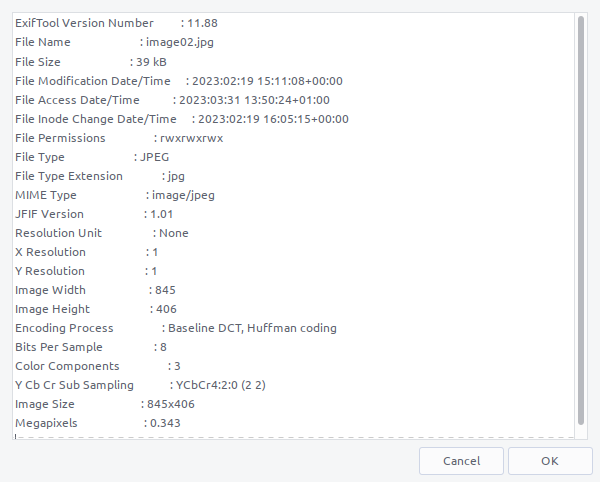 ExifTool Version Number : 11.88
File Name : image02.jpg
File Size : 39 kB
File Modification Date/Time : 2023:02:19 15:11:08+00:00
File Access Date/Time : 2023:03:31 13:50:24+01:00
File Inode Change Date/Time : 2023:02:19 16:05:15+00:00
File Permissions : rwxrwxrwx
File Type : JPEG
File Type Extension : jpg
MIME Type : image/jpeg
JFIF Version : 1.01
Resolution Unit : None
X Resolution : 1
Y Resolution : 1
Image Width : 845
Image Height : 406
Encoding Process : Baseline DCT, Huffman coding
Bits Per Sample : 8
Color Components : 3
Y Cb Cr Sub Sampling : YCbCr4:2:0 (2 2)
Image Size : 845x406
Megapixels : 0.343
Cancel OK